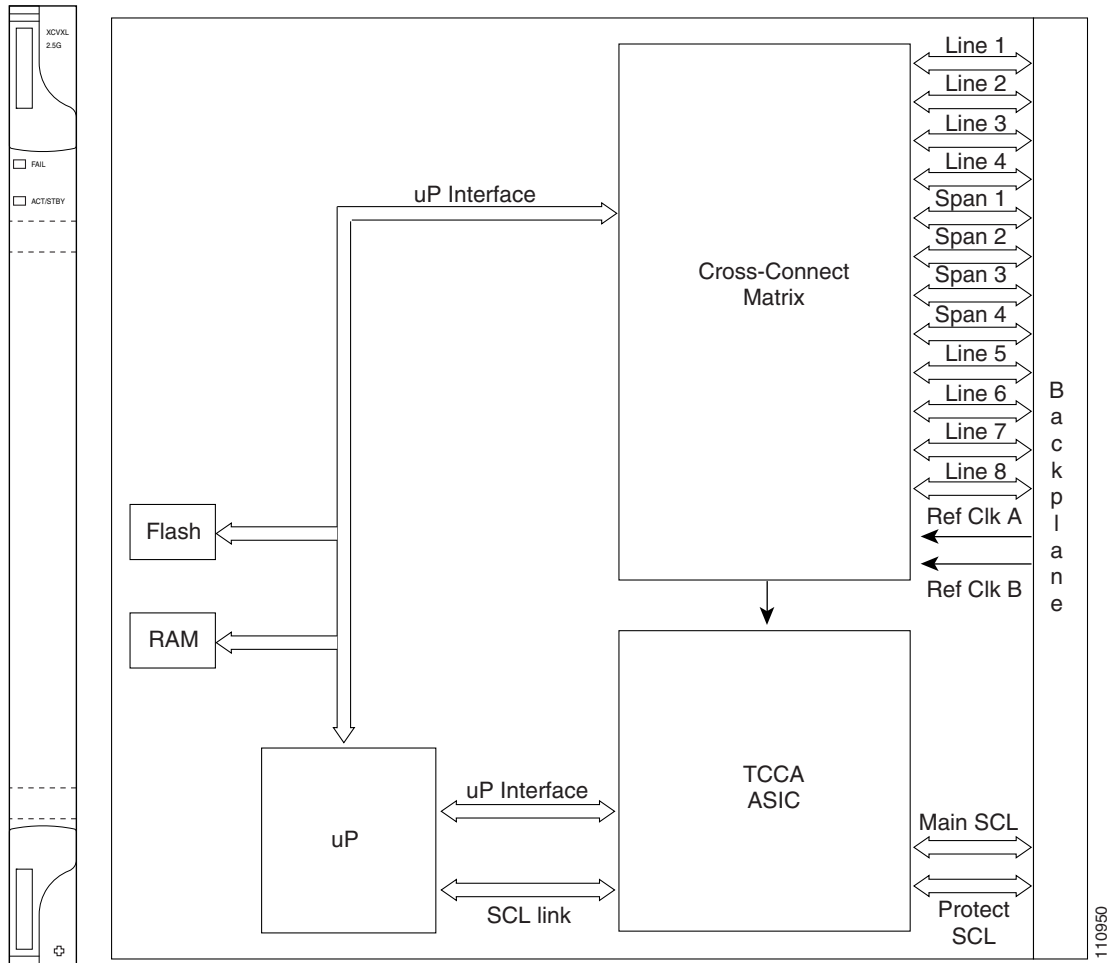 XCVXL
2.5G
FAIL
ACT/STBY
uP Interface
Cross-Connect
Matrix
Line 1
Line 2
Line 3
Line 4
Span 1
Span 2
Span 3
Span 4
Line 5
Line 6
Line 7
Line 8
Ref Clk A
Ref Clk B
Backplane
Flash
RAM
uP
uP Interface
SCL link
TCCA
ASIC
Main SCL
Protect
SCL
110950